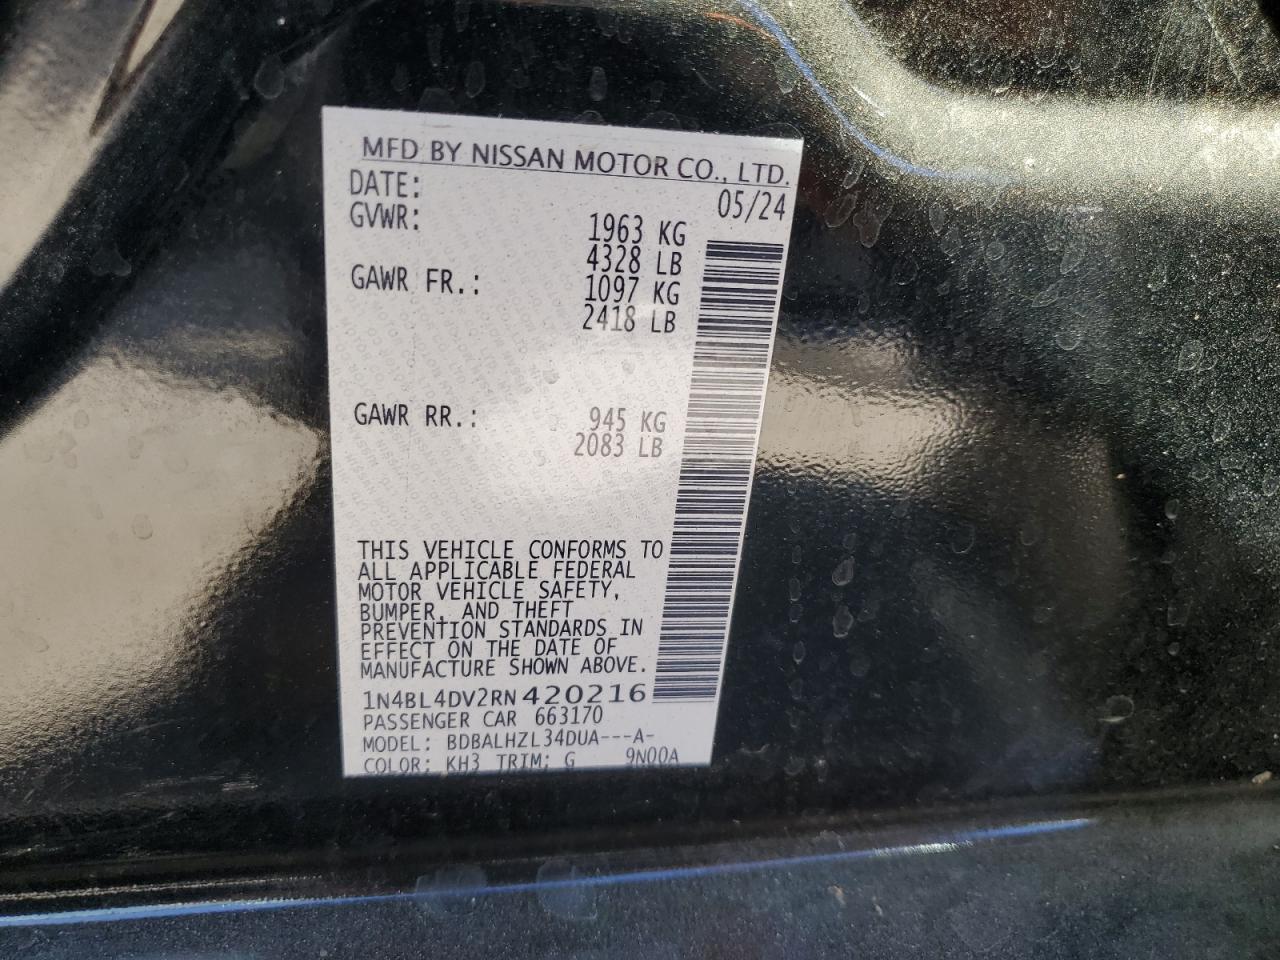 MFD BY NISSAN MOTOR CO., LTD.
DATE: 05/24
GVWR: 1963 KG
4328 LB
GAWR FR.: 1097 KG
2418 LB
GAWR RR.: 945 KG
2083 LB
THIS VEHICLE CONFORMS TO
ALL APPLICABLE FEDERAL
MOTOR VEHICLE SAFETY,
BUMPER, AND THEFT
PREVENTION STANDARDS IN
EFFECT ON THE DATE OF
MANUFACTURE SHOWN ABOVE.
1N4BL4DV2RN420216
PASSENGER CAR 663170
MODEL: BDBALHZL34DUA---A-
COLOR: KH3 TRIM: G 9N00A